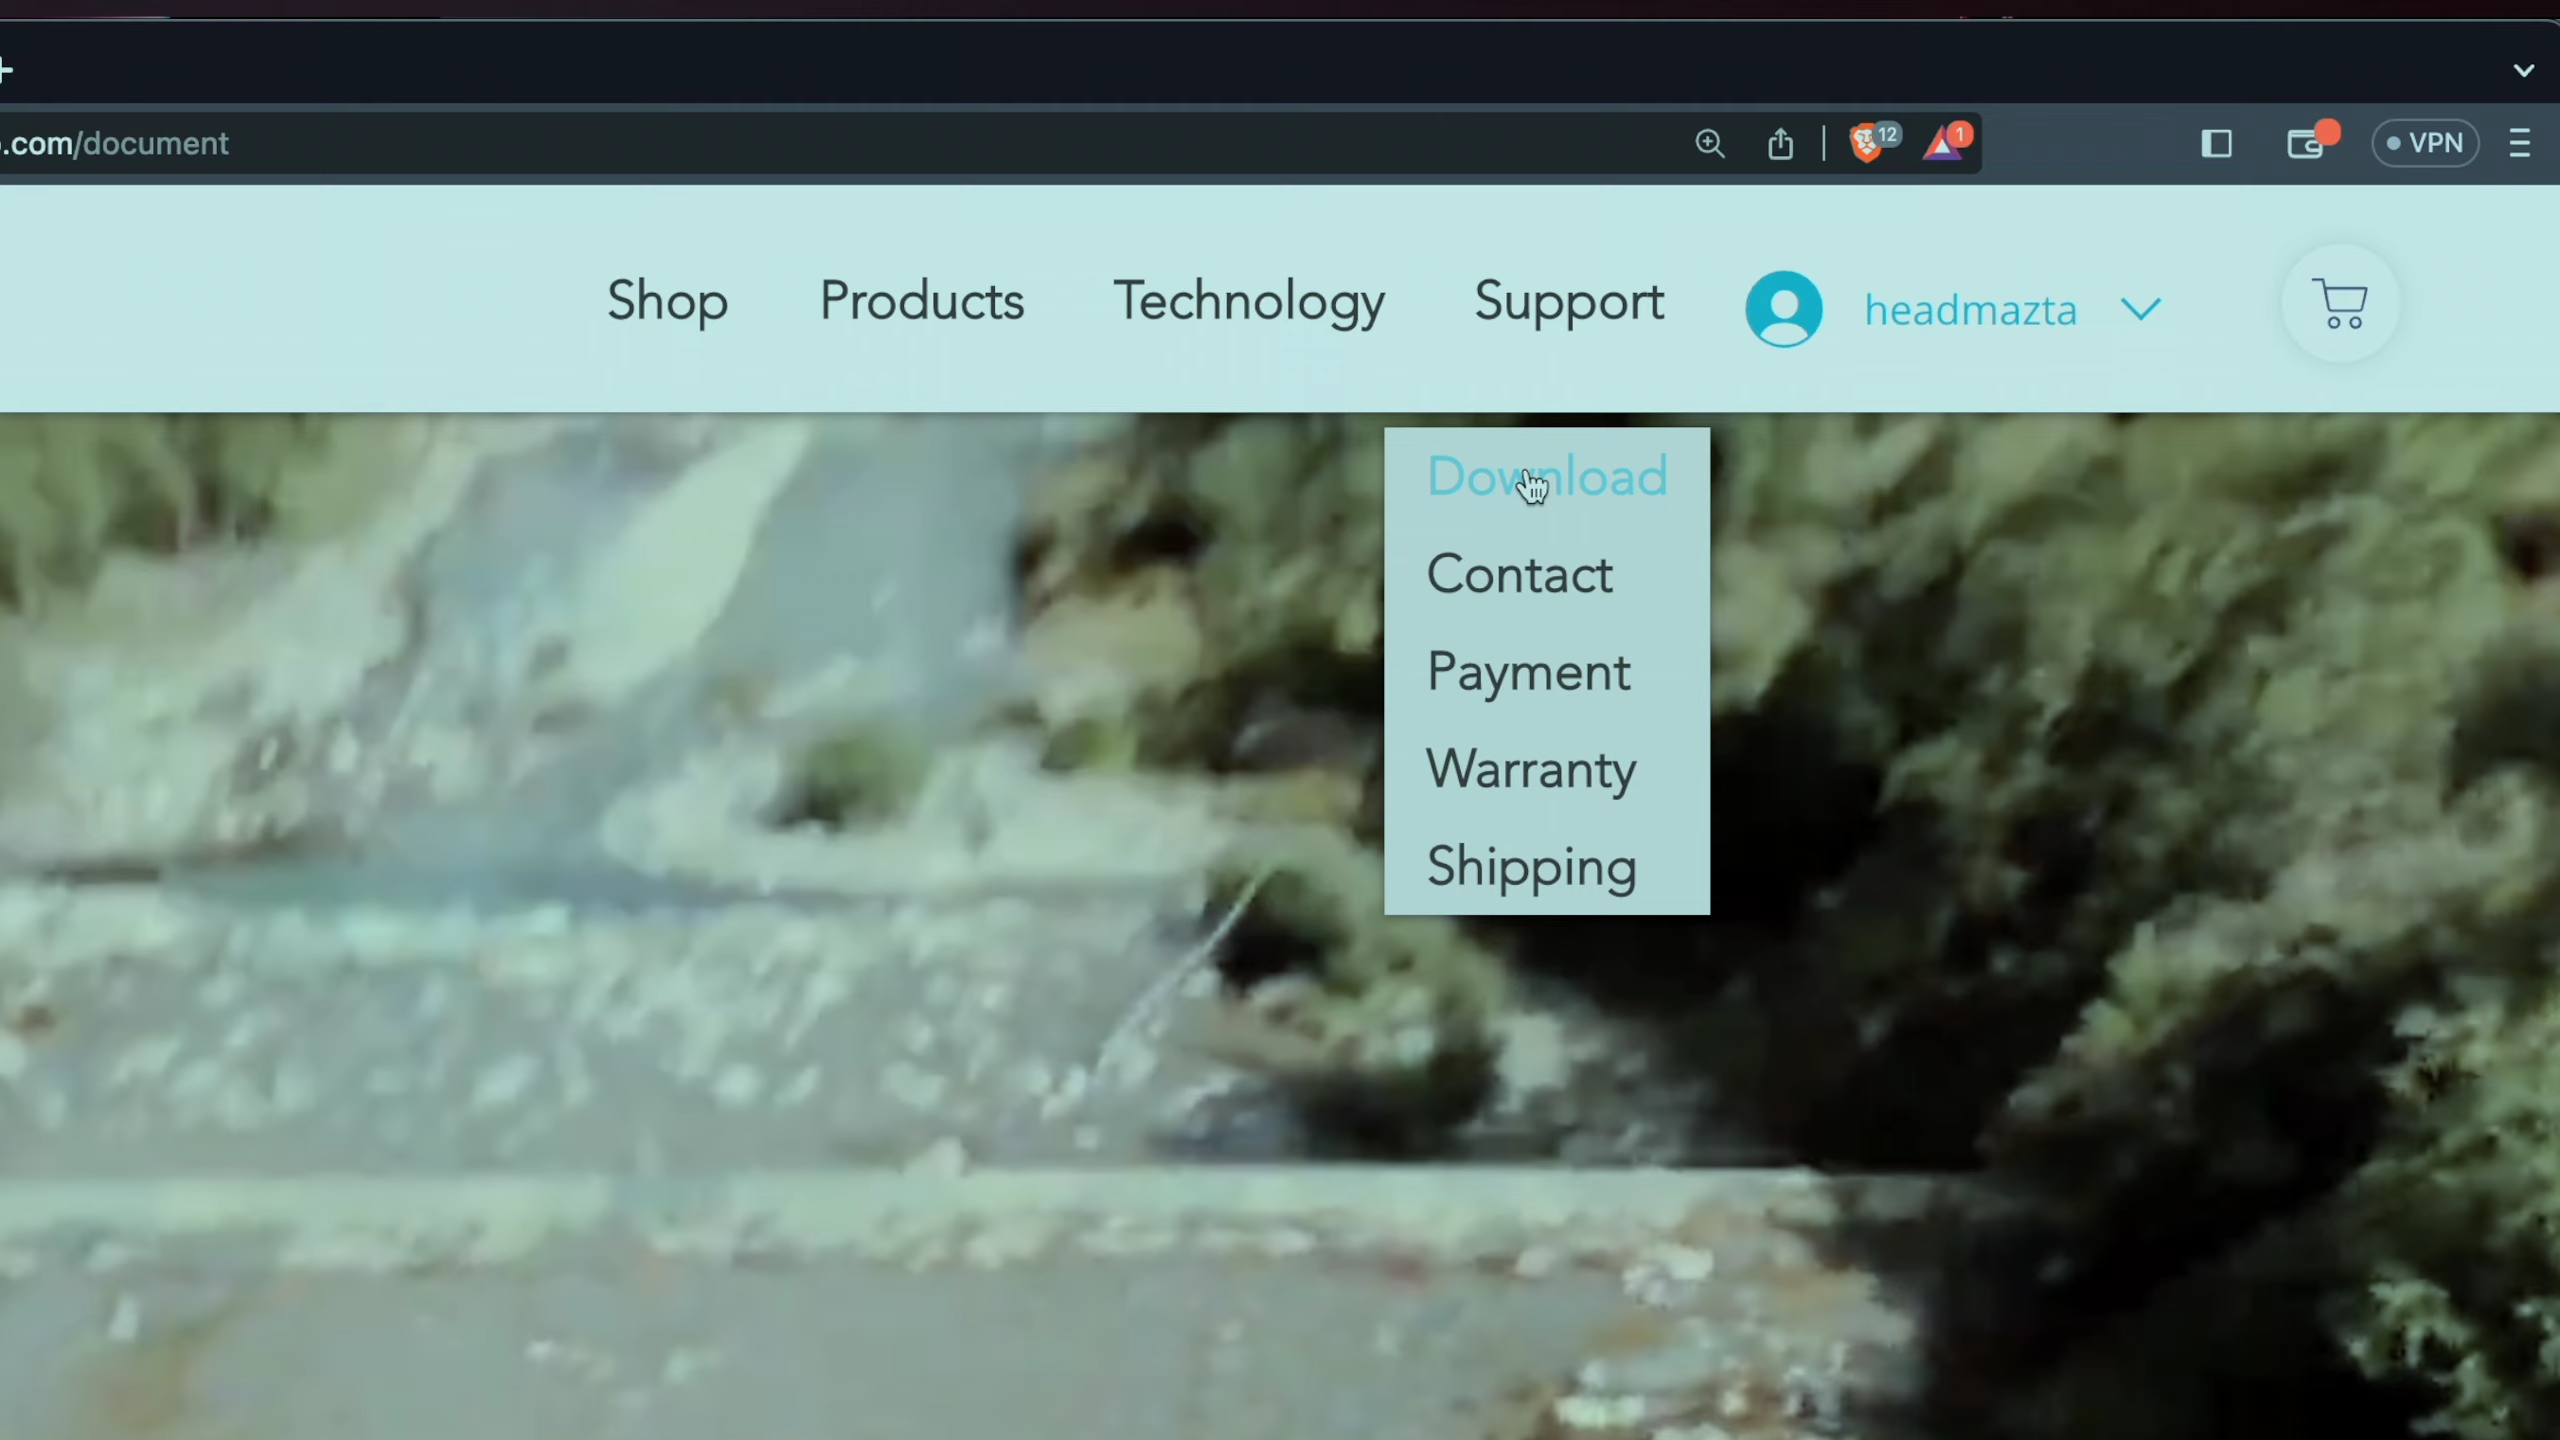 .com/document
12
1
VPN
Shop Products Technology Support headmazta
Download
Contact
Payment
Warranty
Shipping